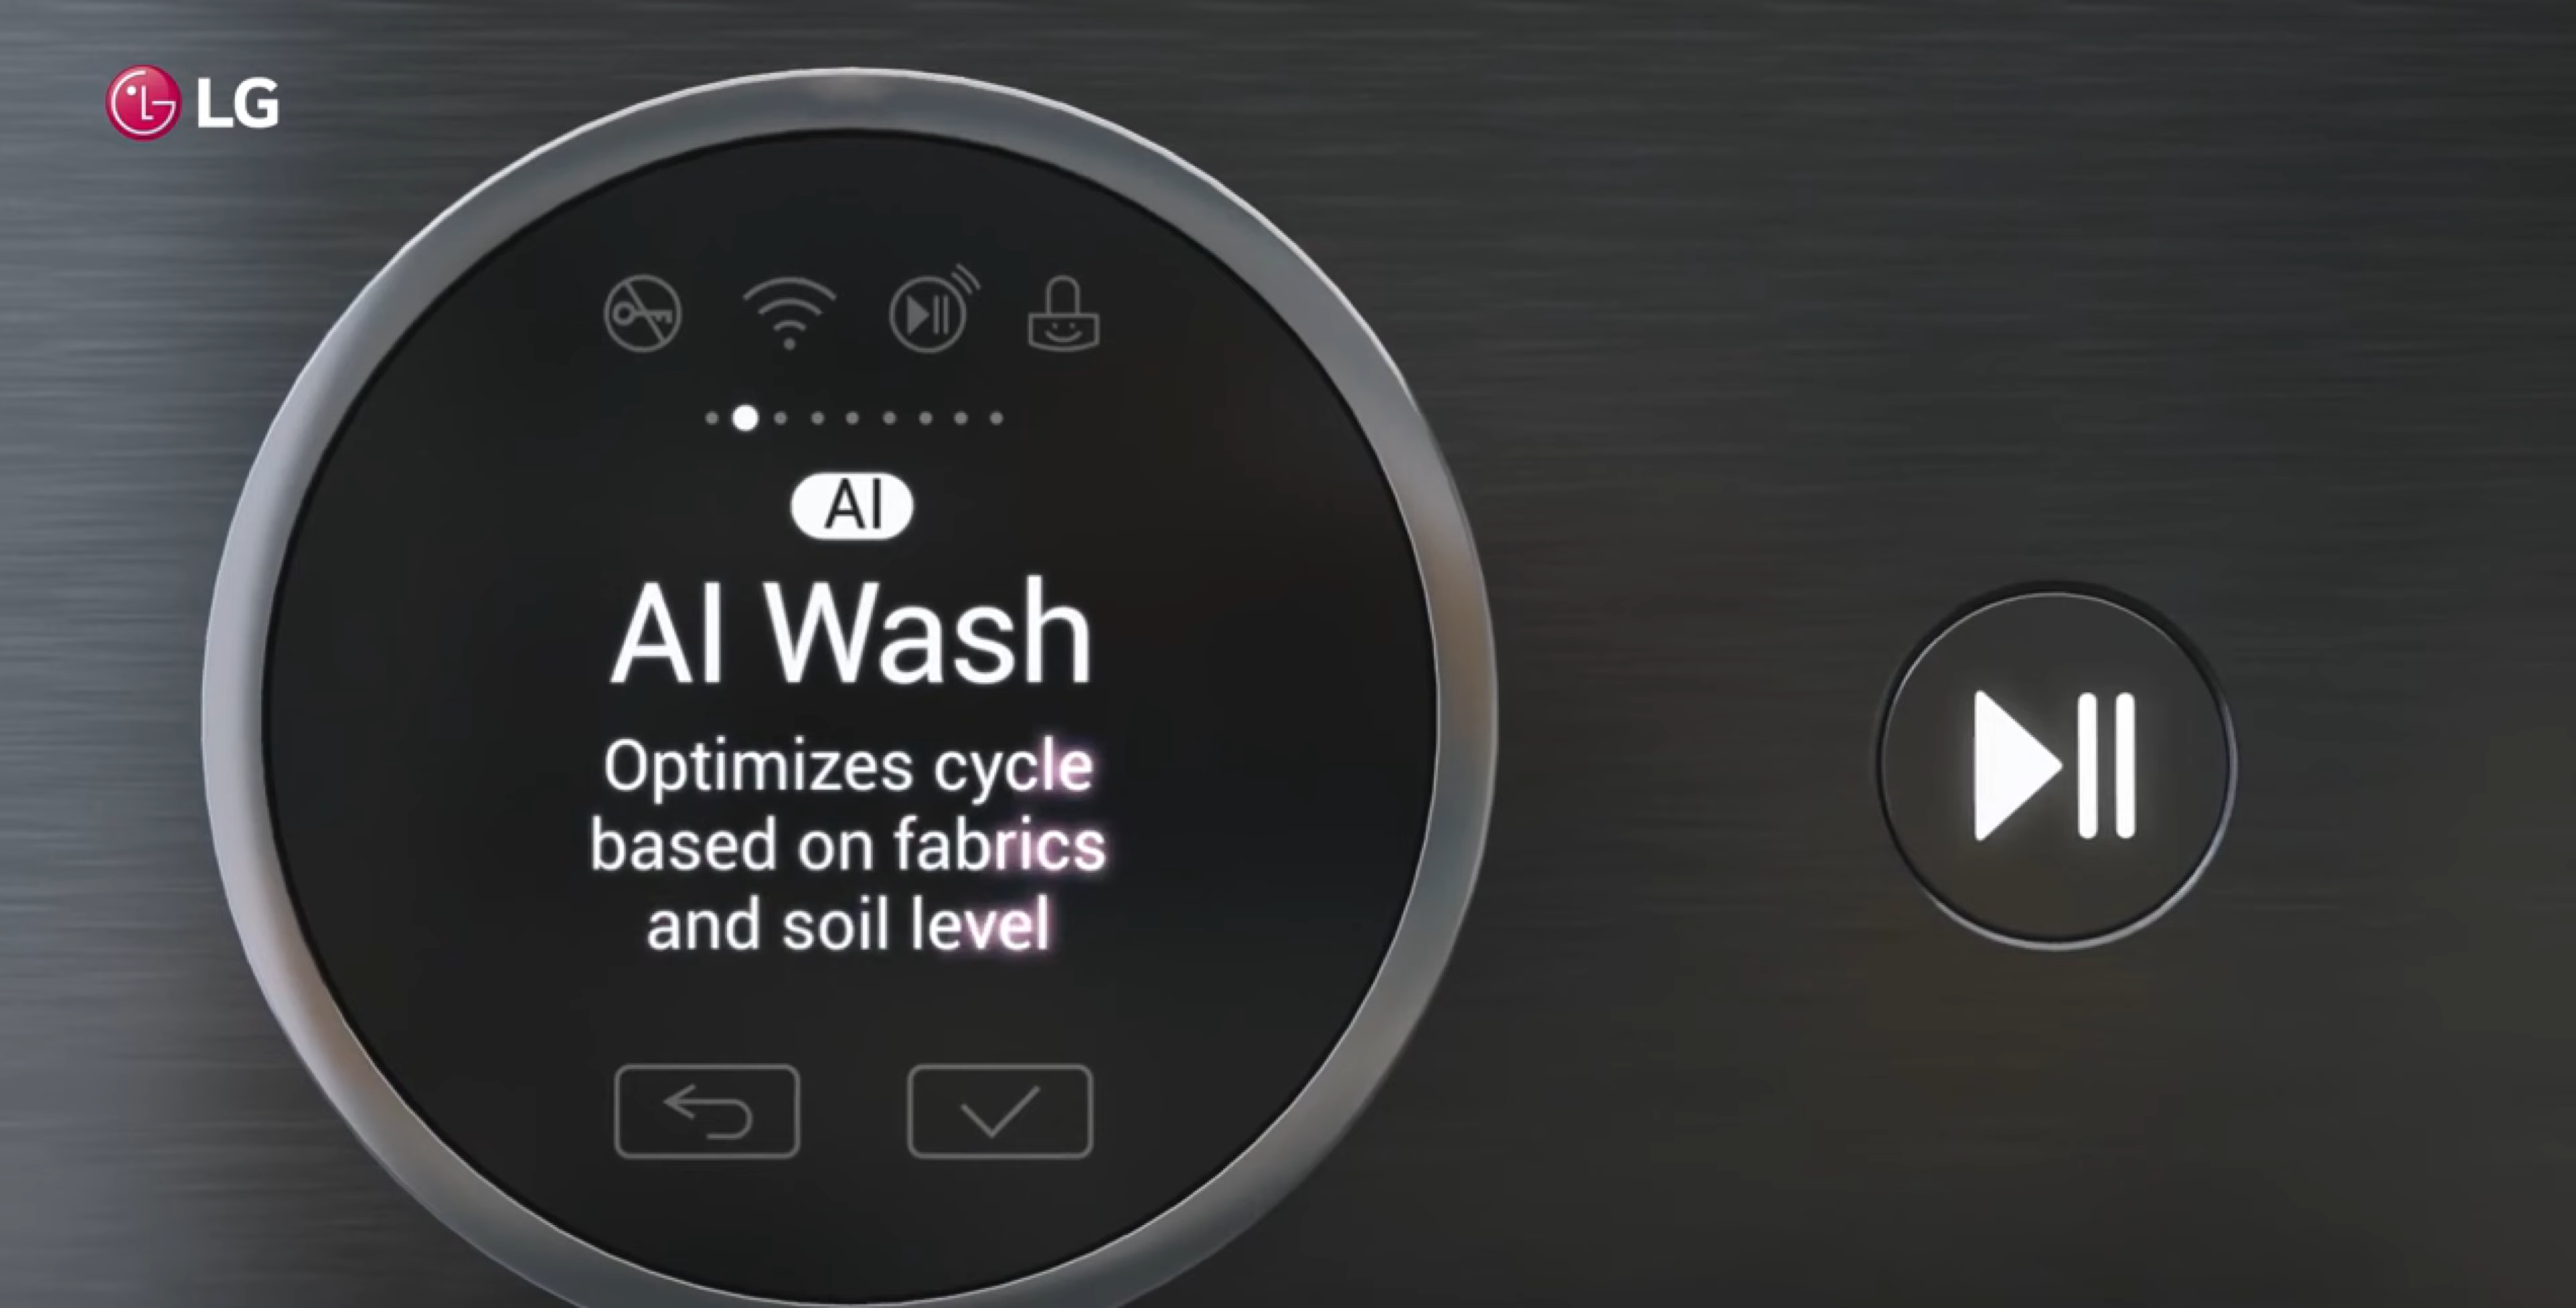 LG
AI
AI Wash
Optimizes cycle
based on fabrics
and soil level